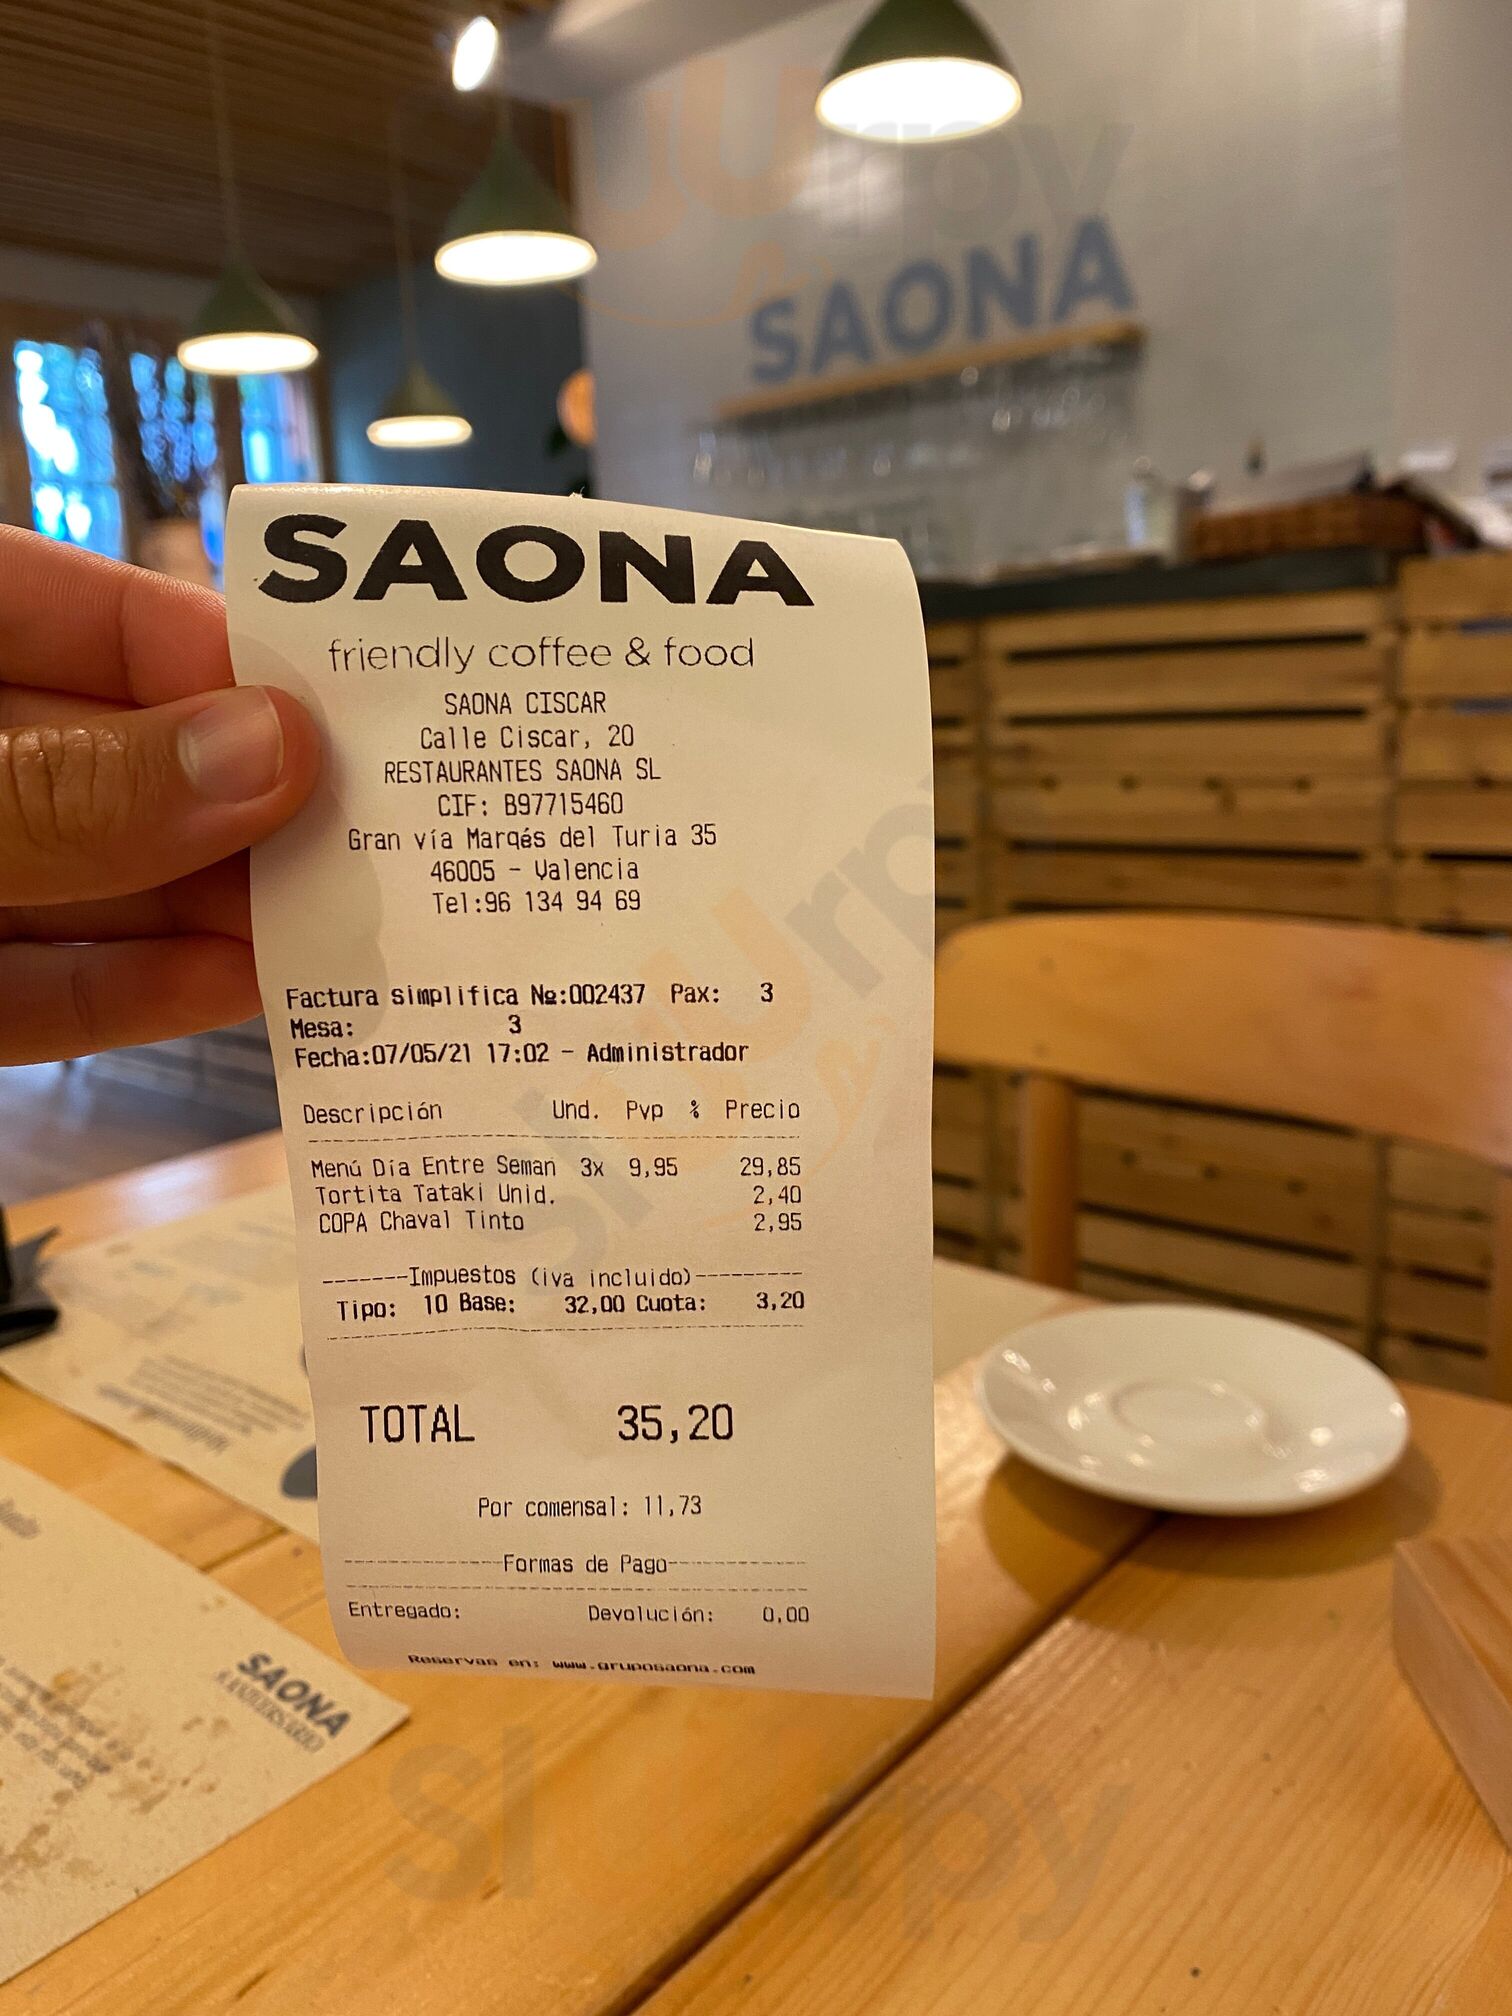 SAONA
SAONA
friendly coffee & food
SAONA CISCAR
Calle Ciscar, 20
RESTAURANTES SAONA SL
CIF: B97715460
Gran vía Marqés del Turia 35
46005 - Valencia
Tel:96 134 94 69
Factura simplifica №:002437 Pax: 3
Mesa: 3
Fecha:07/05/21 17:02 - Administrador
Descripción Und. Pvp % Precio
Menú Día Entre Seman 3x 9,95 29,85
Tortita Tataki Unid. 2,40
COPA Chaval Tinto 2,95
-------Impuestos (iva incluido)---------
Tipo: 10 Base: 32,00 Cuota: 3,20
TOTAL 35,20
Por comensal: 11,73
-------------Formas de Pago-------------
Entregado: Devolución: 0,00
Reservas en: www.gruposaona.com
SAONA
ANIVERSARIO
slurpy
slurpy
slurpy